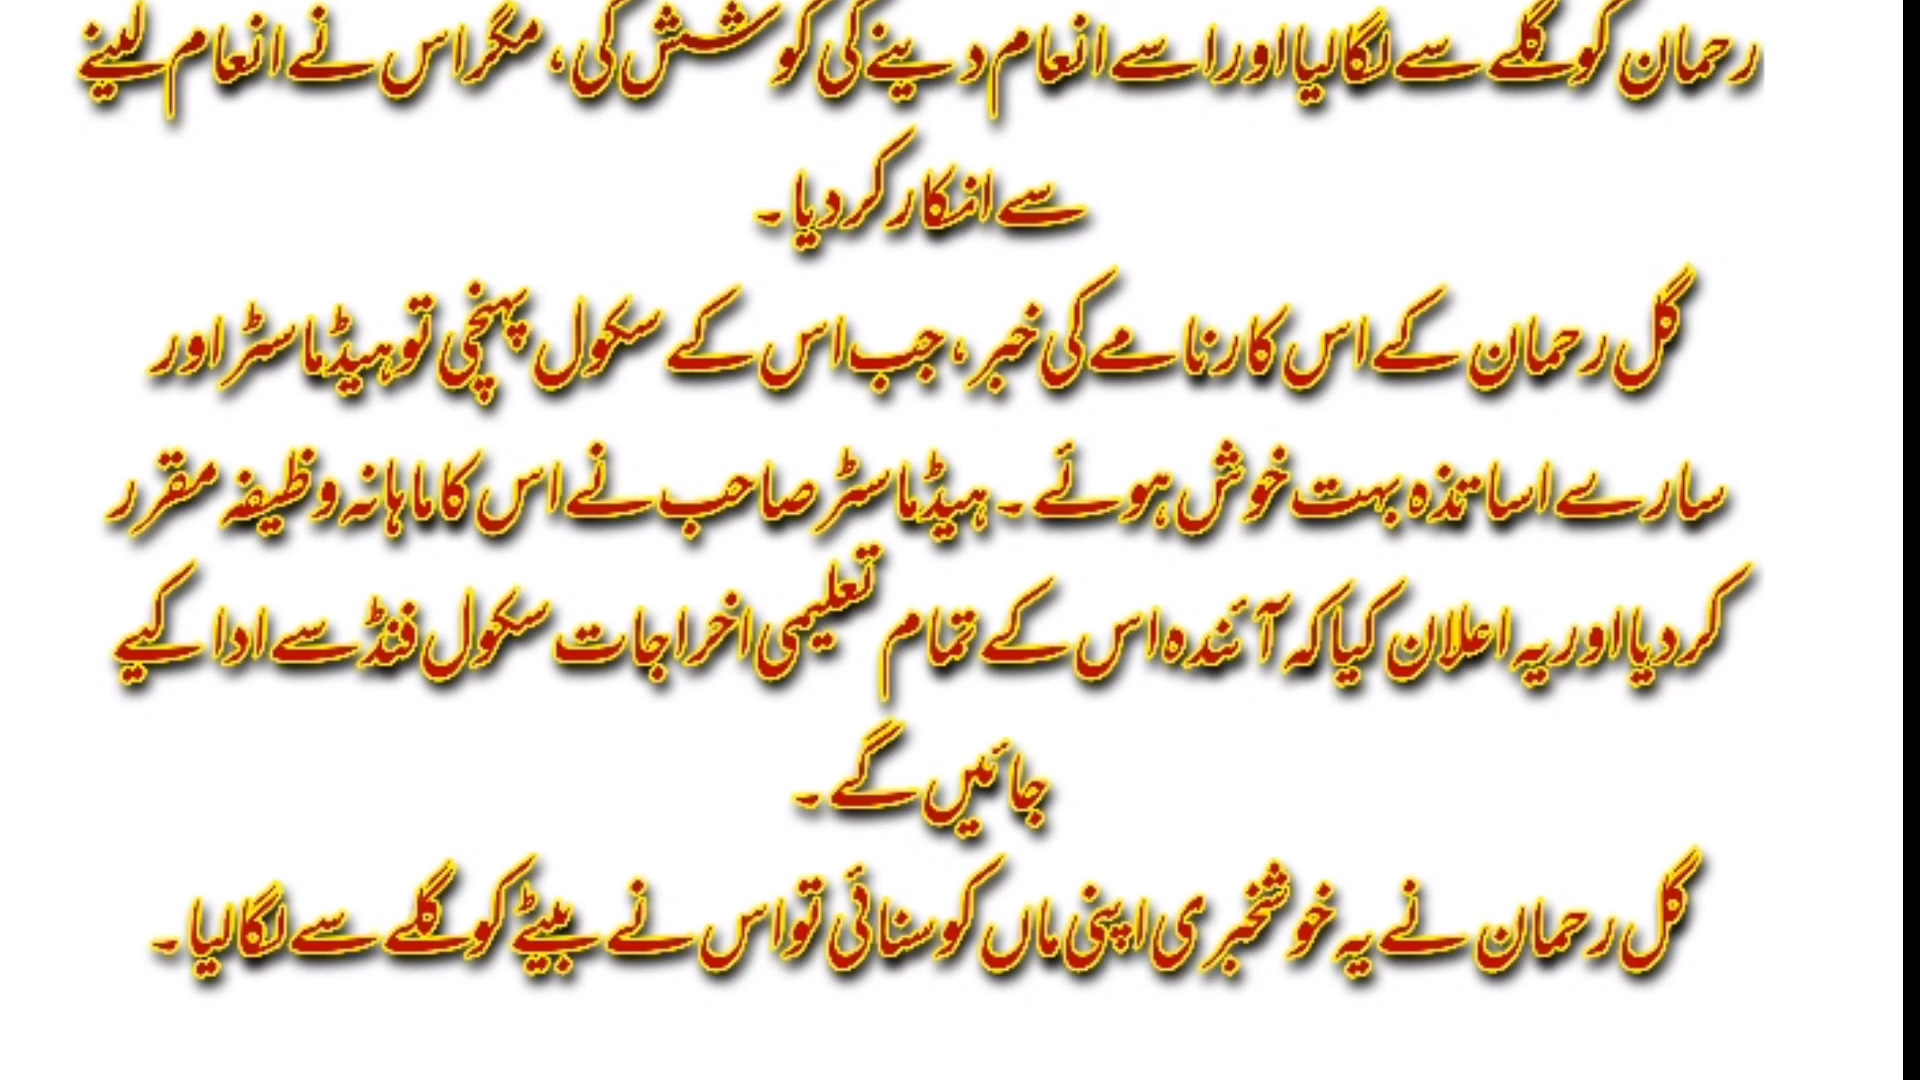 رحمان کو گلے سے لگا لیا اور اسے انعام دینے کی کوشش کی، مگر اس نے انعام لینے
سے انکار کر دیا۔
گل رحمان کے اس کارنامے کی خبر، جب اس کے سکول پہنچی تو ہیڈ ماسٹر اور
سارے اساتذہ بہت خوش ہوئے۔ ہیڈ ماسٹر صاحب نے اس کا ماہانہ وظیفہ مقرر
کر دیا اور یہ اعلان کیا کہ آئندہ اس کے تمام تعلیمی اخراجات سکول فنڈ سے ادا کیے
جائیں گے۔
گل رحمان نے یہ خوشخبری اپنی ماں کو سنائی تو اس نے بیٹے کو گلے سے لگا لیا۔